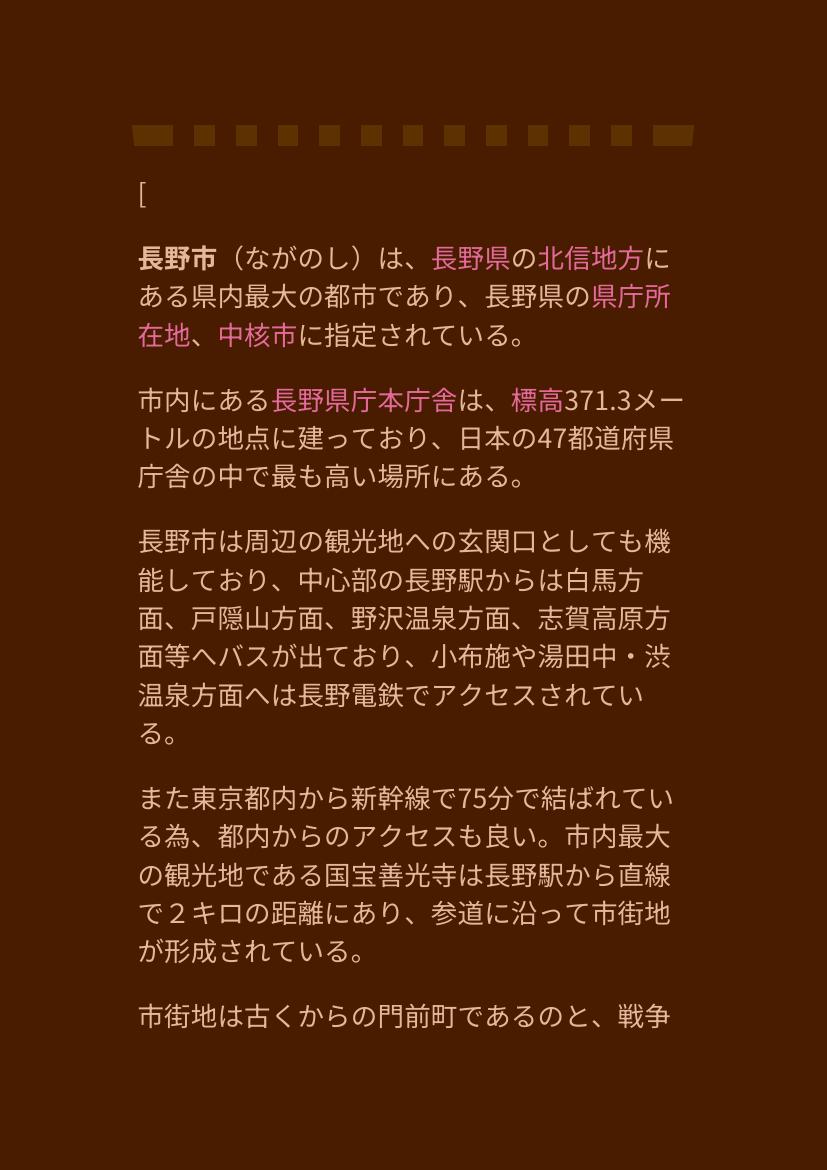 [
長野市（ながのし）は、長野県の北信地方に
ある県内最大の都市であり、長野県の県庁所
在地、中核市に指定されている。
市内にある長野県庁本庁舎は、標高371.3メー
トルの地点に建っており、日本の47都道府県
庁舎の中で最も高い場所にある。
長野市は周辺の観光地への玄関口としても機
能しており、中心部の長野駅からは白馬方
面、戸隠山方面、野沢温泉方面、志賀高原方
面等へバスが出ており、小布施や湯田中・渋
温泉方面へは長野電鉄でアクセスされてい
る。
また東京都内から新幹線で75分で結ばれてい
る為、都内からのアクセスも良い。市内最大
の観光地である国宝善光寺は長野駅から直線
で２キロの距離にあり、参道に沿って市街地
が形成されている。
市街地は古くからの門前町であるのと、戦争